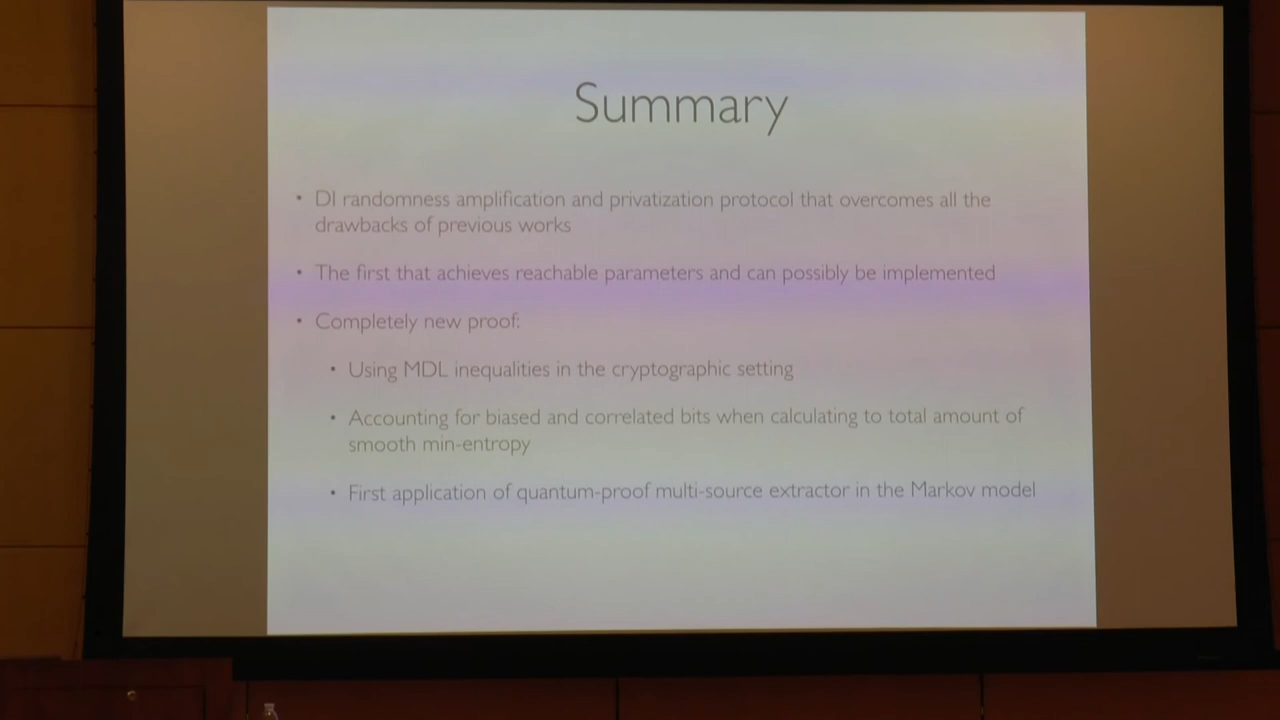 Summary
• DI randomness amplification and privatization protocol that overcomes all the
drawbacks of previous works
• The first that achieves reachable parameters and can possibly be implemented
• Completely new proof:
• Using MDL inequalities in the cryptographic setting
• Accounting for biased and correlated bits when calculating to total amount of
smooth min-entropy
• First application of quantum-proof multi-source extractor in the Markov model